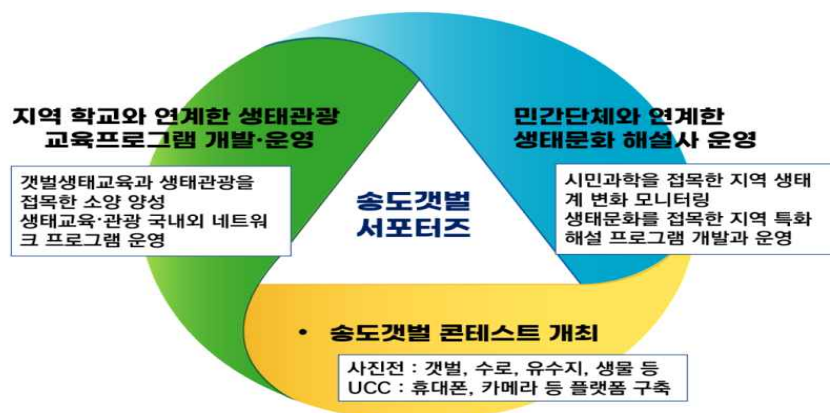 지역 학교와 연계한 생태관광
교육프로그램 개발·운영
갯벌생태교육과 생태관광을
접목한 소양 양성
생태교육·관광 국내외 네트워
크 프로그램 운영
민간단체와 연계한
생태문화 해설사 운영
시민과학을 접목한 지역 생태
계 변화 모니터링
생태문화를 접목한 지역 특화
해설 프로그램 개발과 운영
송도갯벌
서포터즈
• 송도갯벌 콘테스트 개최
사진전 : 갯벌, 수로, 유수지, 생물 등
UCC : 휴대폰, 카메라 등 플랫폼 구축